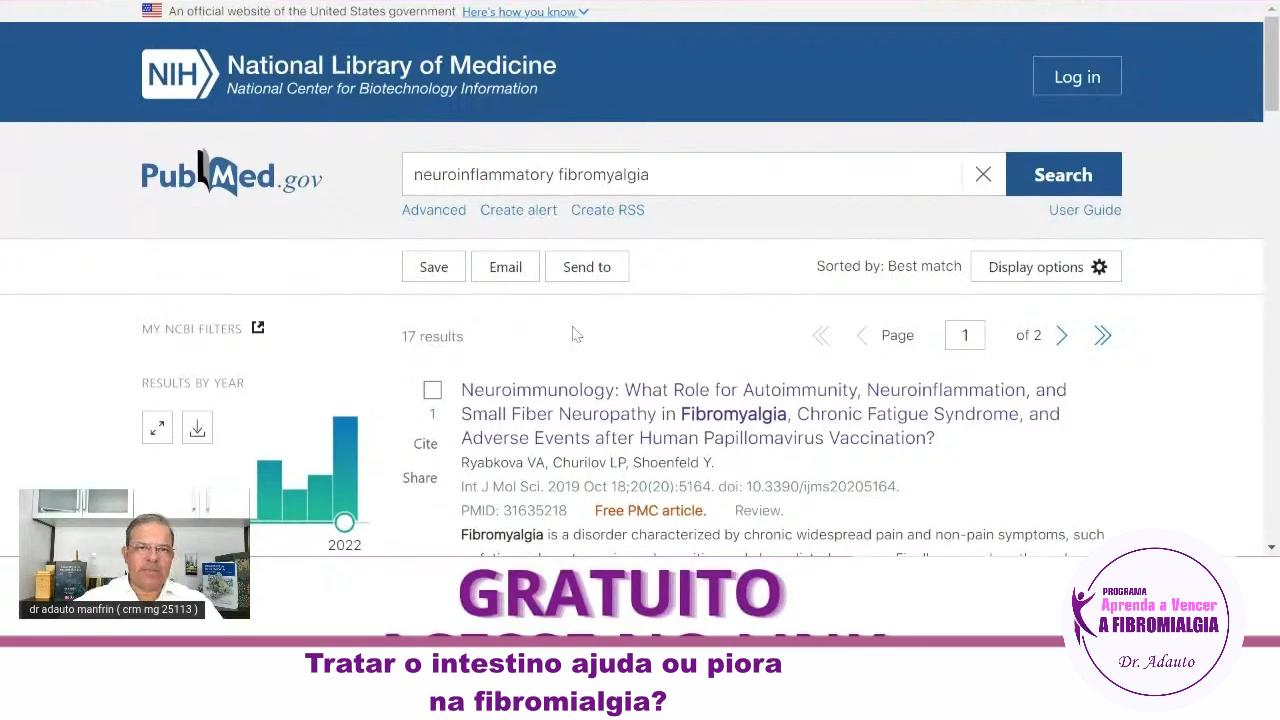 An official website of the United States government Here's how you know
NIH National Library of Medicine
National Center for Biotechnology Information
Log in
PubMed.gov
neuroinflammatory fibromyalgia
Search
Advanced Create alert Create RSS
User Guide
Save Email Send to
Sorted by: Best match Display options
MY NCBI FILTERS
17 results
Page 1 of 2
RESULTS BY YEAR
2022
1
Cite
Share
Neuroimmunology: What Role for Autoimmunity, Neuroinflammation, and
Small Fiber Neuropathy in Fibromyalgia, Chronic Fatigue Syndrome, and
Adverse Events after Human Papillomavirus Vaccination?
Ryabkova VA, Churilov LP, Shoenfeld Y.
Int J Mol Sci. 2019 Oct 18;20(20):5164. doi: 10.3390/ijms20205164.
PMID: 31635218 Free PMC article. Review.
Fibromyalgia is a disorder characterized by chronic widespread pain and non-pain symptoms, such
dr adauto manfrin ( crm mg 25113 )
GRATUITO
PROGRAMA
Aprenda a Vencer
A FIBROMIALGIA
Dr. Adauto
Tratar o intestino ajuda ou piora
na fibromialgia?